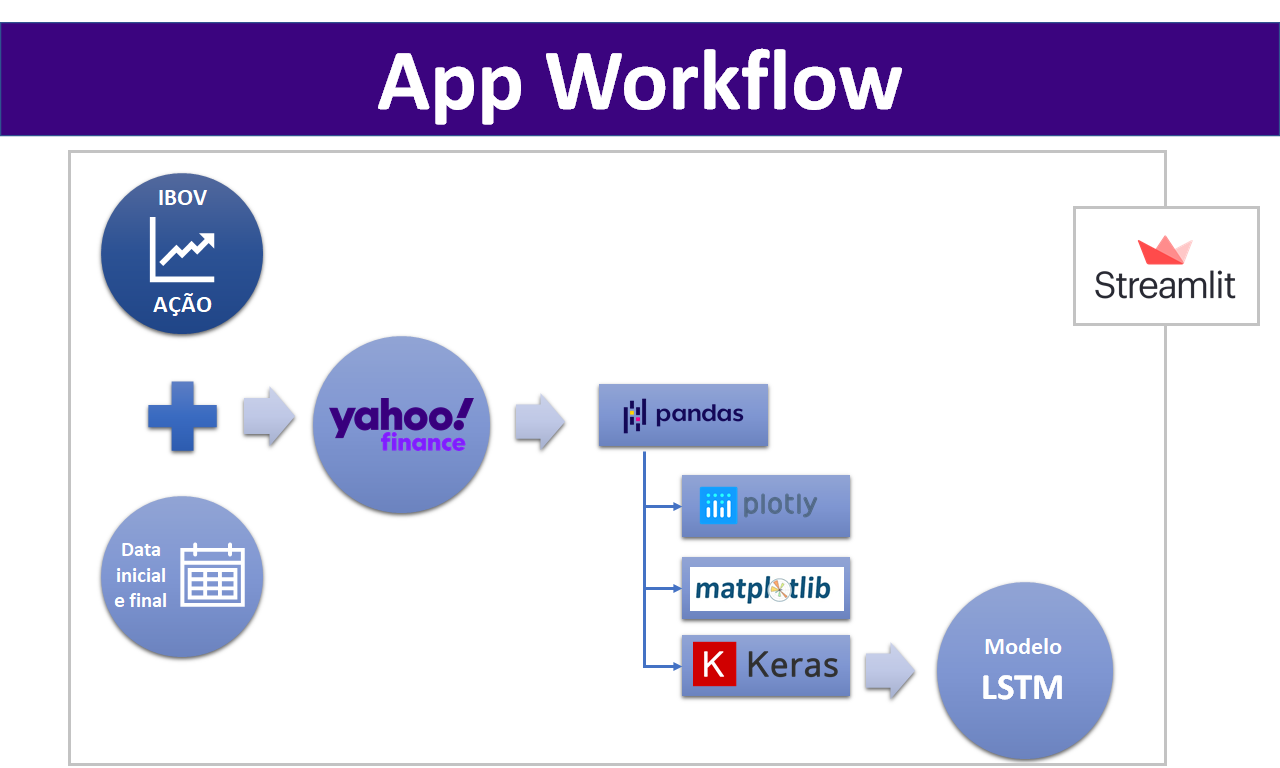 App Workflow
IBOV
AÇÃO
Streamlit
yahoo!
finance
pandas
plotly
Data
inicial
e final
matplotlib
K Keras
Modelo
LSTM